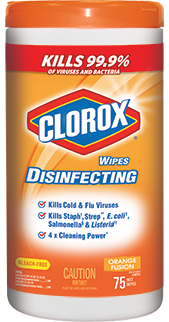 KILLS 99.9%
OF VIRUSES AND BACTERIA
CLOROX
WIPES
DISINFECTING
Kills Cold & Flu Viruses
Kills Staph†, Strep**, E. coli§,
Salmonella§ & Listeria§
4 x Cleaning Power*
BLEACH-FREE
ORANGE
FUSION
CAUTION
75 WET
WIPES